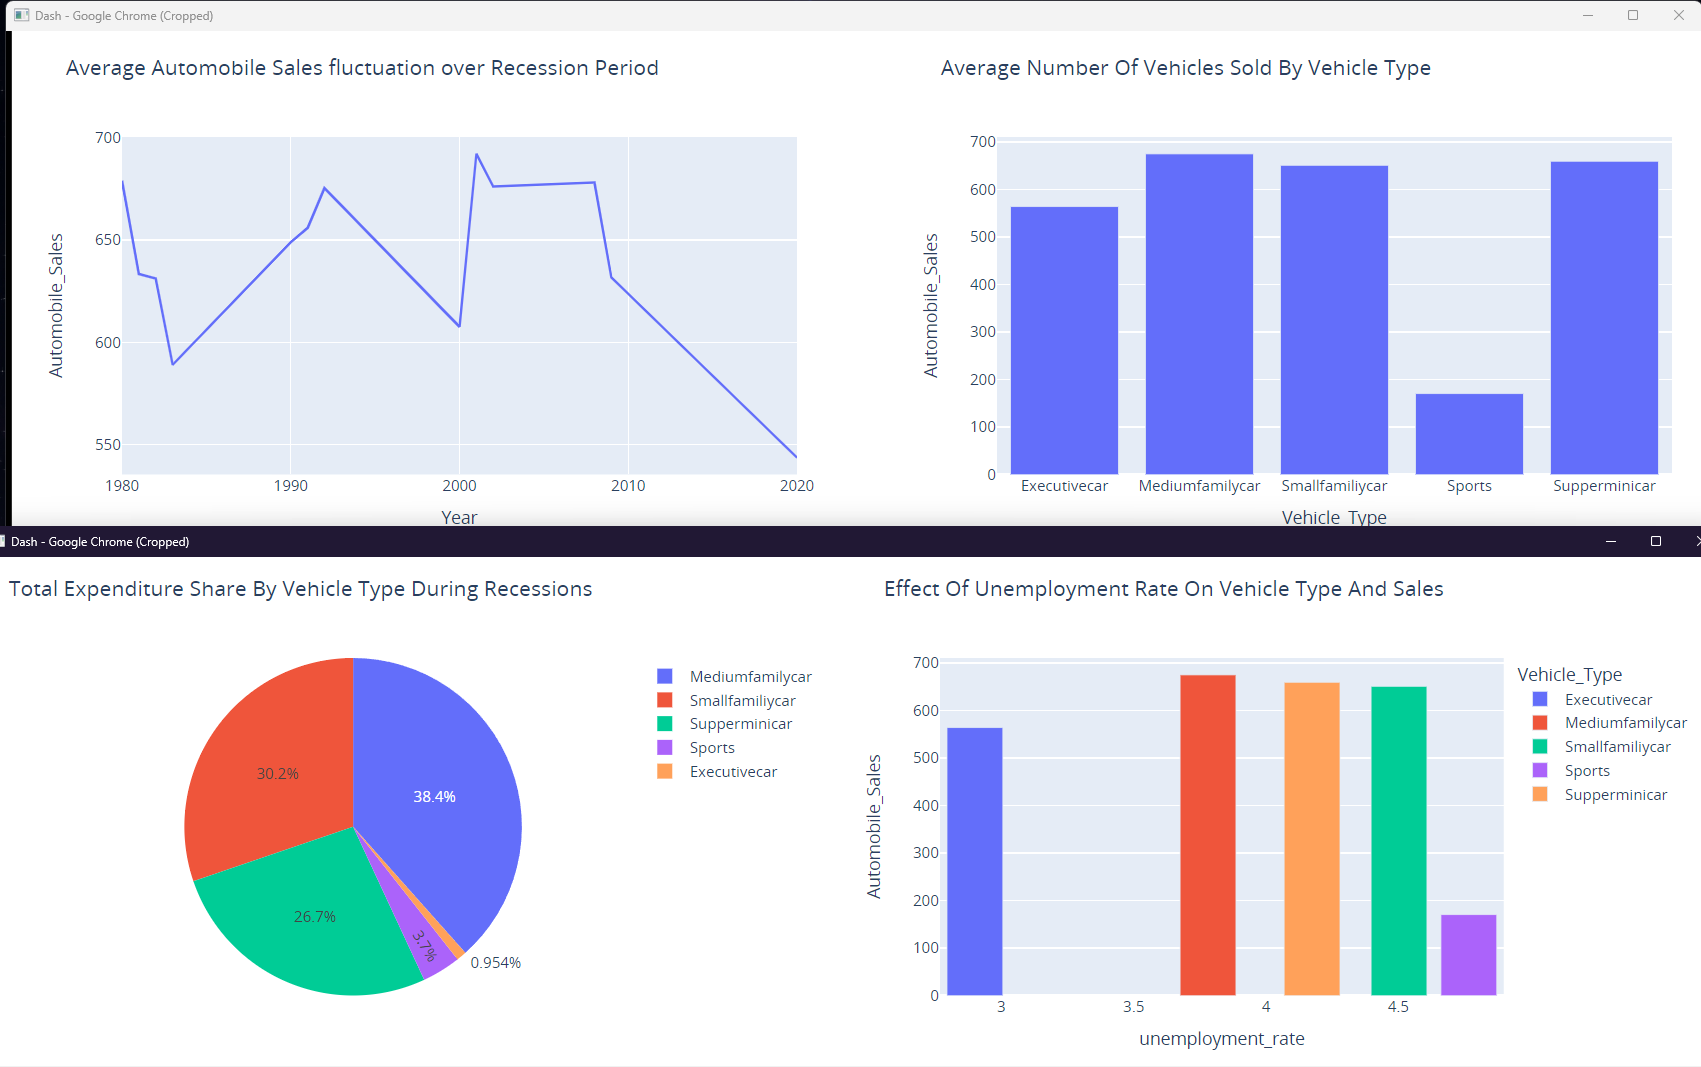 Dash - Google Chrome (Cropped)
Average Automobile Sales fluctuation over Recession Period
700
650
600
550
Automobile_Sales
1980 1990 2000 2010 2020
Year
Average Number Of Vehicles Sold By Vehicle Type
700
600
500
400
300
200
100
0
Automobile_Sales
Executivecar Mediumfamilycar Smallfamiliycar Sports Supperminicar
Vehicle_Type
Dash - Google Chrome (Cropped)
Total Expenditure Share By Vehicle Type During Recessions
30.2%
38.4%
26.7%
3.7%
0.954%
Mediumfamilycar
Smallfamiliycar
Supperminicar
Sports
Executivecar
Effect Of Unemployment Rate On Vehicle Type And Sales
700
600
500
400
300
200
100
0
Automobile_Sales
3 3.5 4 4.5
unemployment_rate
Vehicle_Type
Executivecar
Mediumfamilycar
Smallfamiliycar
Sports
Supperminicar